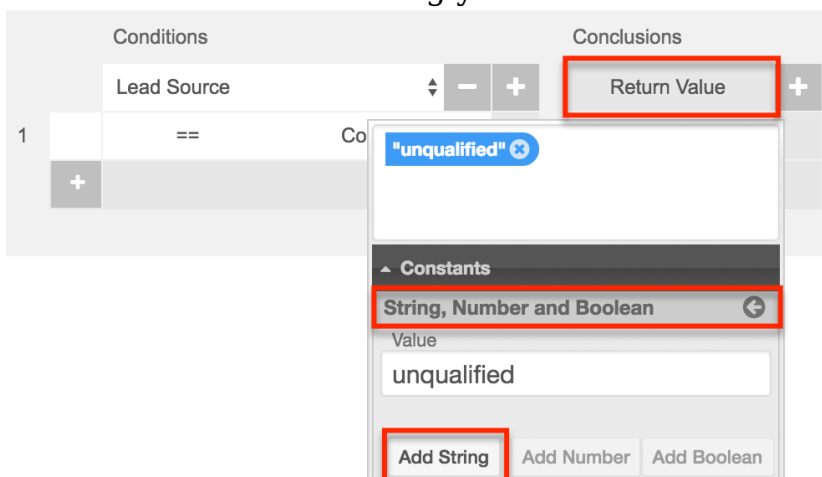 Conditions Conclusions
Lead Source Return Value
1 == Co
"unqualified"
Constants
String, Number and Boolean
Value
unqualified
Add String Add Number Add Boolean